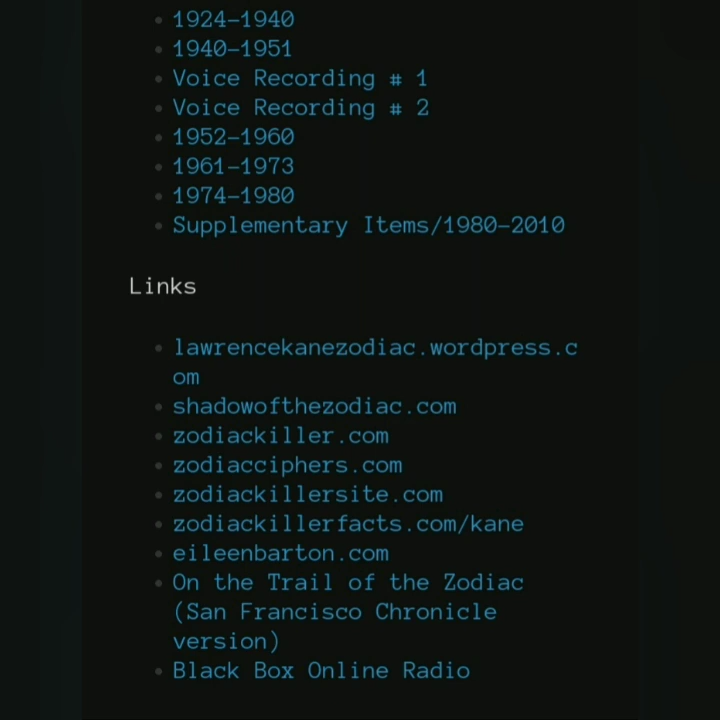 1924-1940
1940-1951
Voice Recording # 1
Voice Recording # 2
1952-1960
1961-1973
1974-1980
Supplementary Items/1980-2010
Links
lawrencekanezodiac.wordpress.c
om
shadowofthezodiac.com
zodiackiller.com
zodiacciphers.com
zodiackillersite.com
zodiackillerfacts.com/kane
eileenbarton.com
On the Trail of the Zodiac
(San Francisco Chronicle
version)
Black Box Online Radio